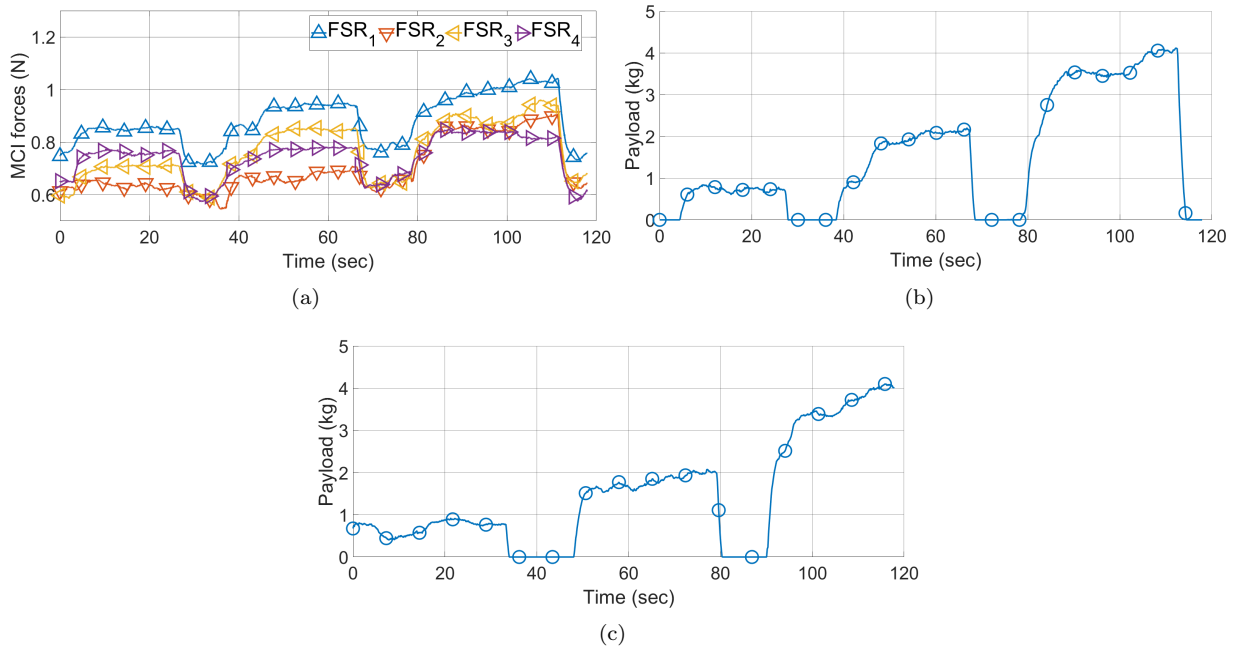 FSR1 FSR2 FSR3 FSR4
MCI forces (N)
1.2
1
0.8
0.6
0 20 40 60 80 100 120
Time (sec)
(a)
Payload (kg)
5
4
3
2
1
0
0 20 40 60 80 100 120
Time (sec)
(b)
Payload (kg)
5
4
3
2
1
0
0 20 40 60 80 100 120
Time (sec)
(c)